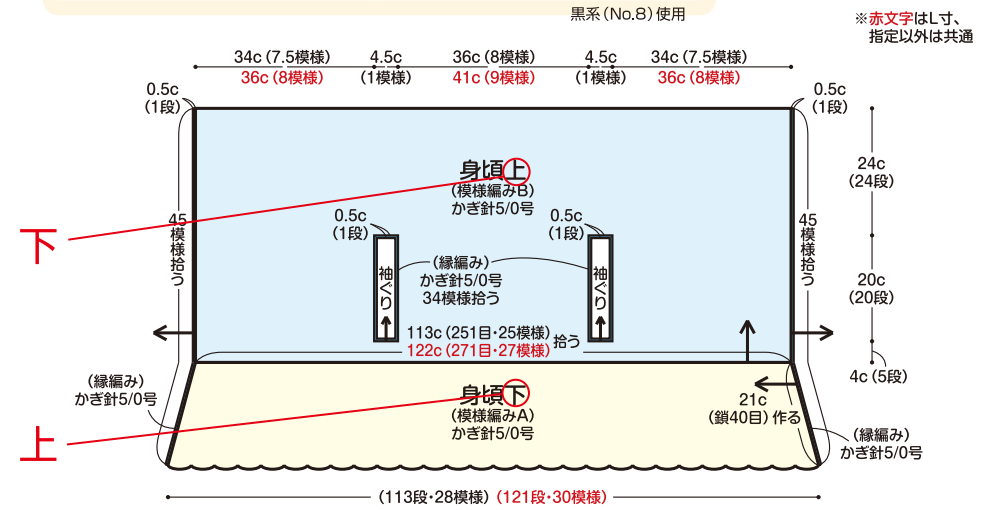 黒系（No.8）使用
※赤文字はL寸、
指定以外は共通
34c（7.5模様）
36c（8模様）
4.5c
（1模様）
36c（8模様）
41c（9模様）
4.5c
（1模様）
34c（7.5模様）
36c（8模様）
0.5c
（1段）
0.5c
（1段）
身頃上
（模様編みB）
かぎ針5/0号
24c
（24段）
下
45模様拾う
0.5c
（1段）
0.5c
（1段）
45模様拾う
袖ぐり
（縁編み）
かぎ針5/0号
34模様拾う
袖ぐり
20c
（20段）
113c（251目・25模様）
122c（271目・27模様）
拾う
4c（5段）
（縁編み）
かぎ針5/0号
身頃下
（模様編みA）
かぎ針5/0号
21c
（鎖40目）作る
上
（縁編み）
かぎ針5/0号
（113段・28模様）（121段・30模様）